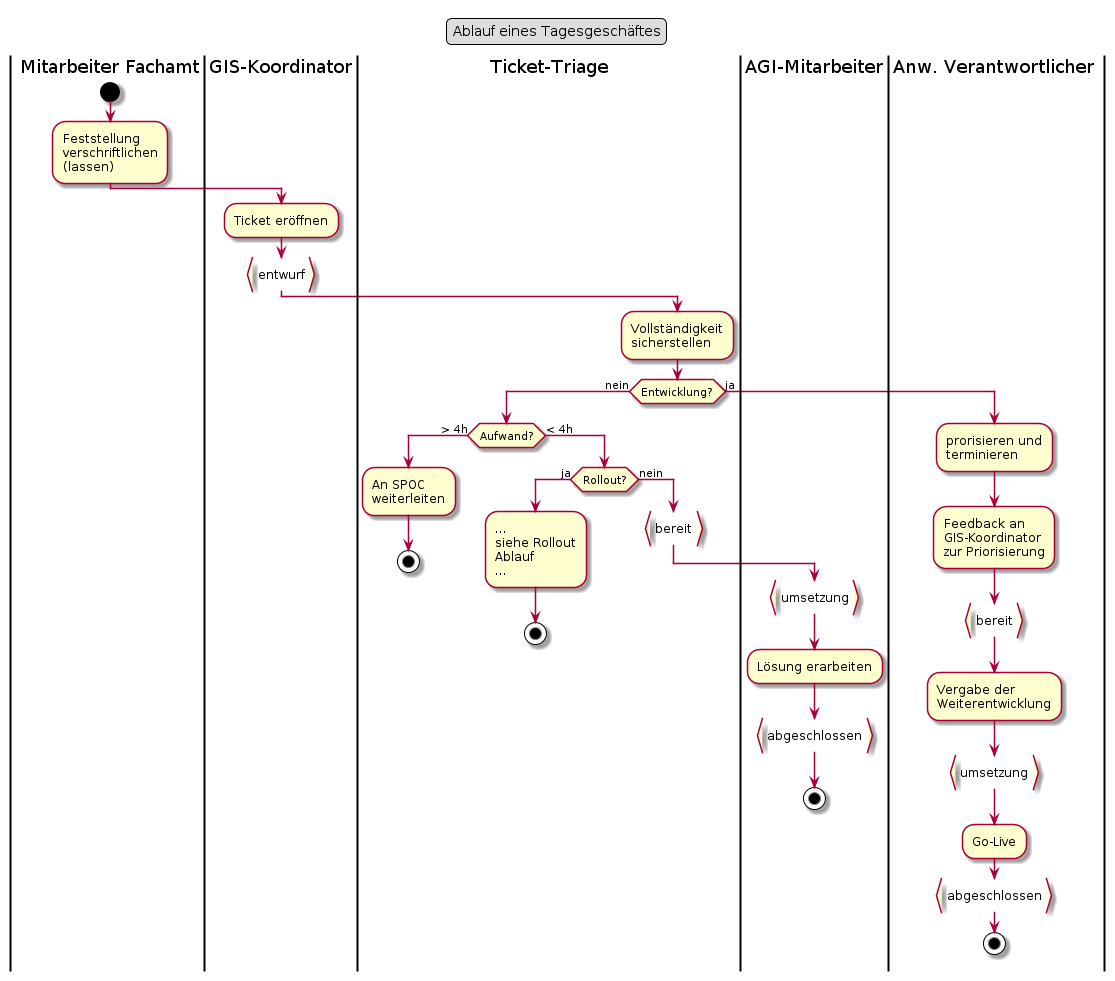 Ablauf eines Tagesgeschäftes
Mitarbeiter Fachamt
GIS-Koordinator
Ticket-Triage
AGI-Mitarbeiter
Anw. Verantwortlicher
Feststellung
verschriftlichen
(lassen)
Ticket eröffnen
entwurf
Vollständigkeit
sicherstellen
nein
Entwicklung?
ja
> 4h
Aufwand?
< 4h
An SPOC
weiterleiten
ja
Rollout?
nein
...
siehe Rollout
Ablauf
...
bereit
umsetzung
Lösung erarbeiten
abgeschlossen
prorisieren und
terminieren
Feedback an
GIS-Koordinator
zur Priorisierung
bereit
Vergabe der
Weiterentwicklung
umsetzung
Go-Live
abgeschlossen